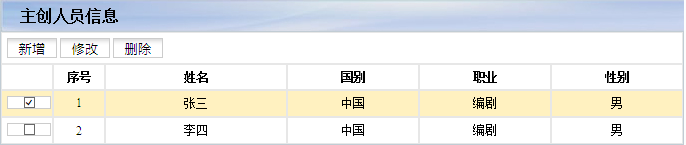 主创人员信息
新增 修改 删除
序号 姓名 国别 职业 性别
1 张三 中国 编剧 男
2 李四 中国 编剧 男